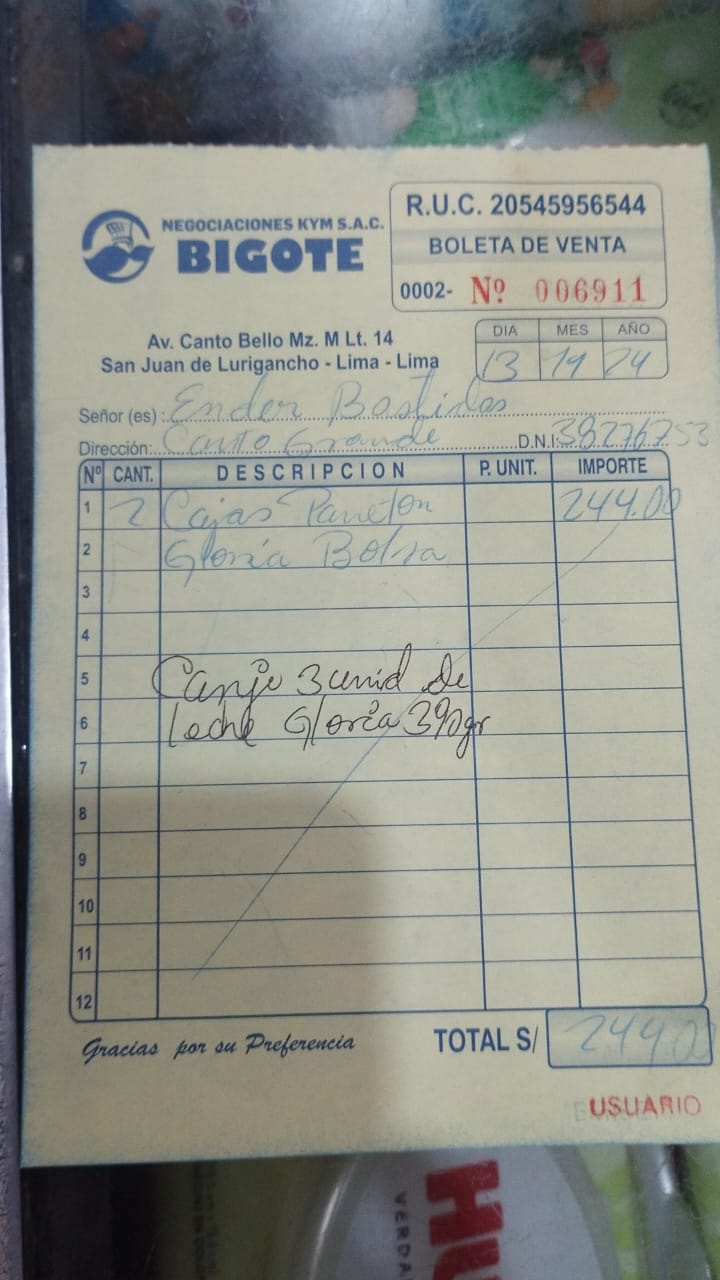 NEGOCIACIONES KYM S.A.C.
BIGOTE
R.U.C. 20545956544
BOLETA DE VENTA
0002- Nº 006911
Av. Canto Bello Mz. M Lt. 14
San Juan de Lurigancho - Lima - Lima
DIA MES AÑO
13 24
Señor (es) : Ender Bastidas
Dirección: Canto Grande D.N.I: 38276753
Nº CANT. DESCRIPCION P. UNIT. IMPORTE
1 2 Cajas Paneton 244.00
2 Gloria Bolsa
3
4
5 Canje 3 unid de
6 leche Gloria 390gr
7
8
9
10
11
12
Gracias por su Preferencia TOTAL S/ 244.00
USUARIO
HU
VERDA